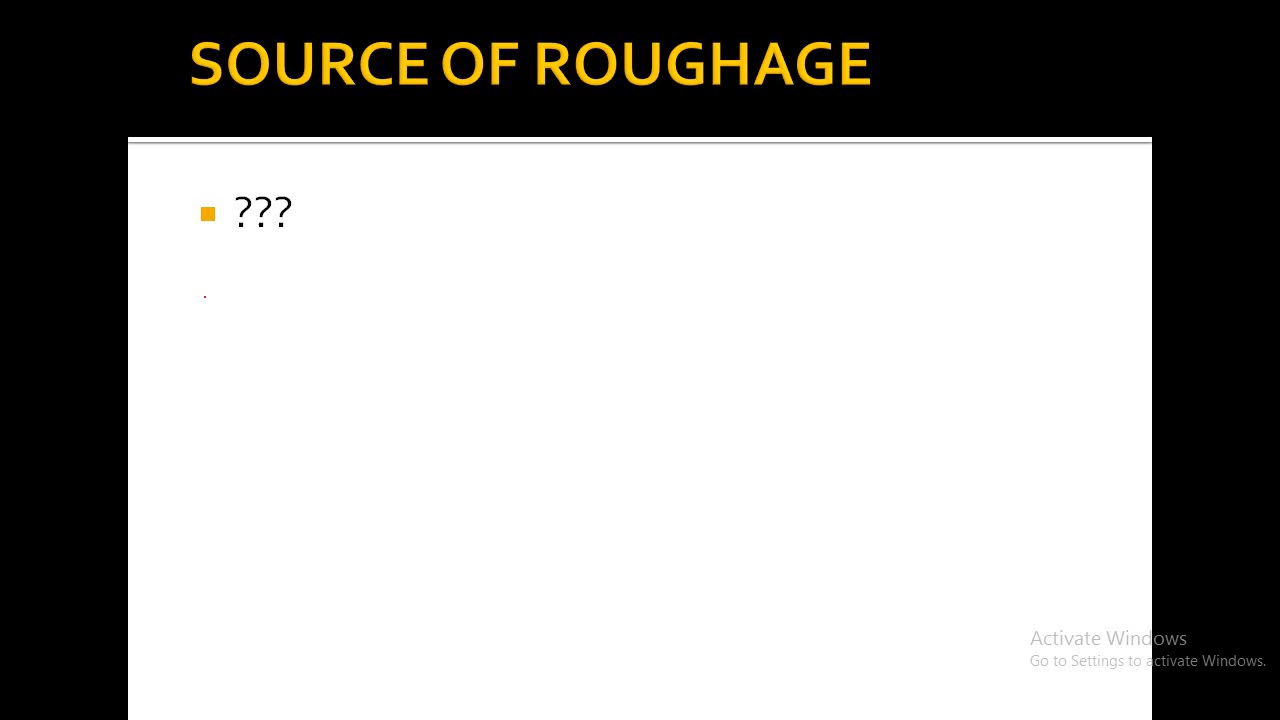 SOURCE OF ROUGHAGE
???
Activate Windows
Go to Settings to activate Windows.